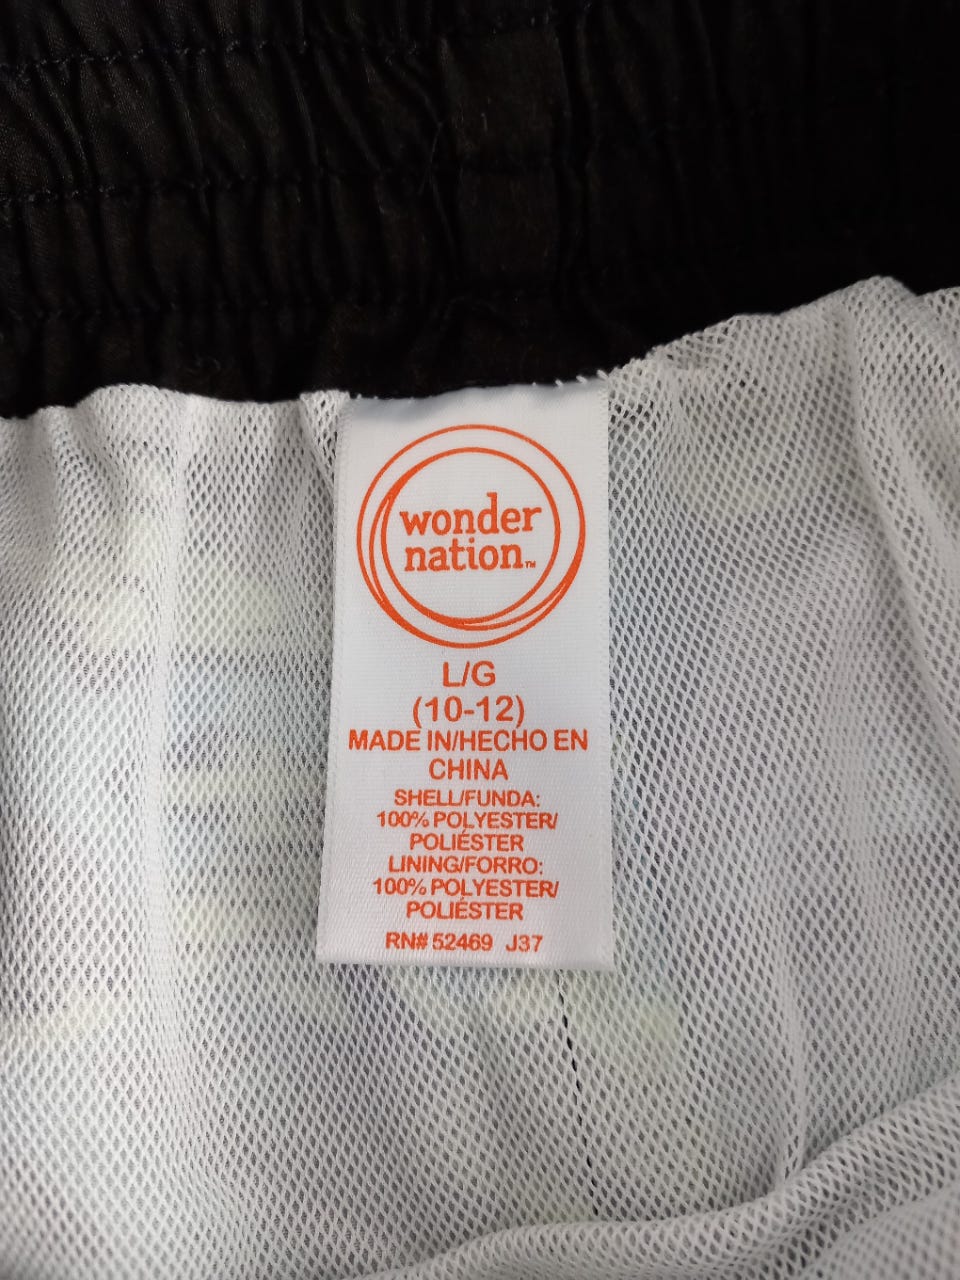 wonder
nation™
L/G
(10-12)
MADE IN/HECHO EN
CHINA
SHELL/FUNDA:
100% POLYESTER/
POLIÉSTER
LINING/FORRO:
100% POLYESTER/
POLIÉSTER
RN# 52469 J37